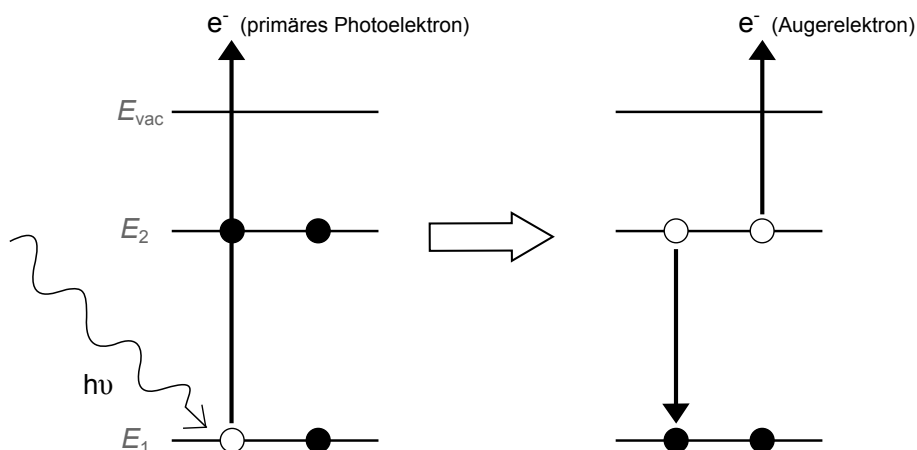 e⁻ (primäres Photoelektron)
e⁻ (Augerelektron)
E_vac
E_2
hυ
E_1